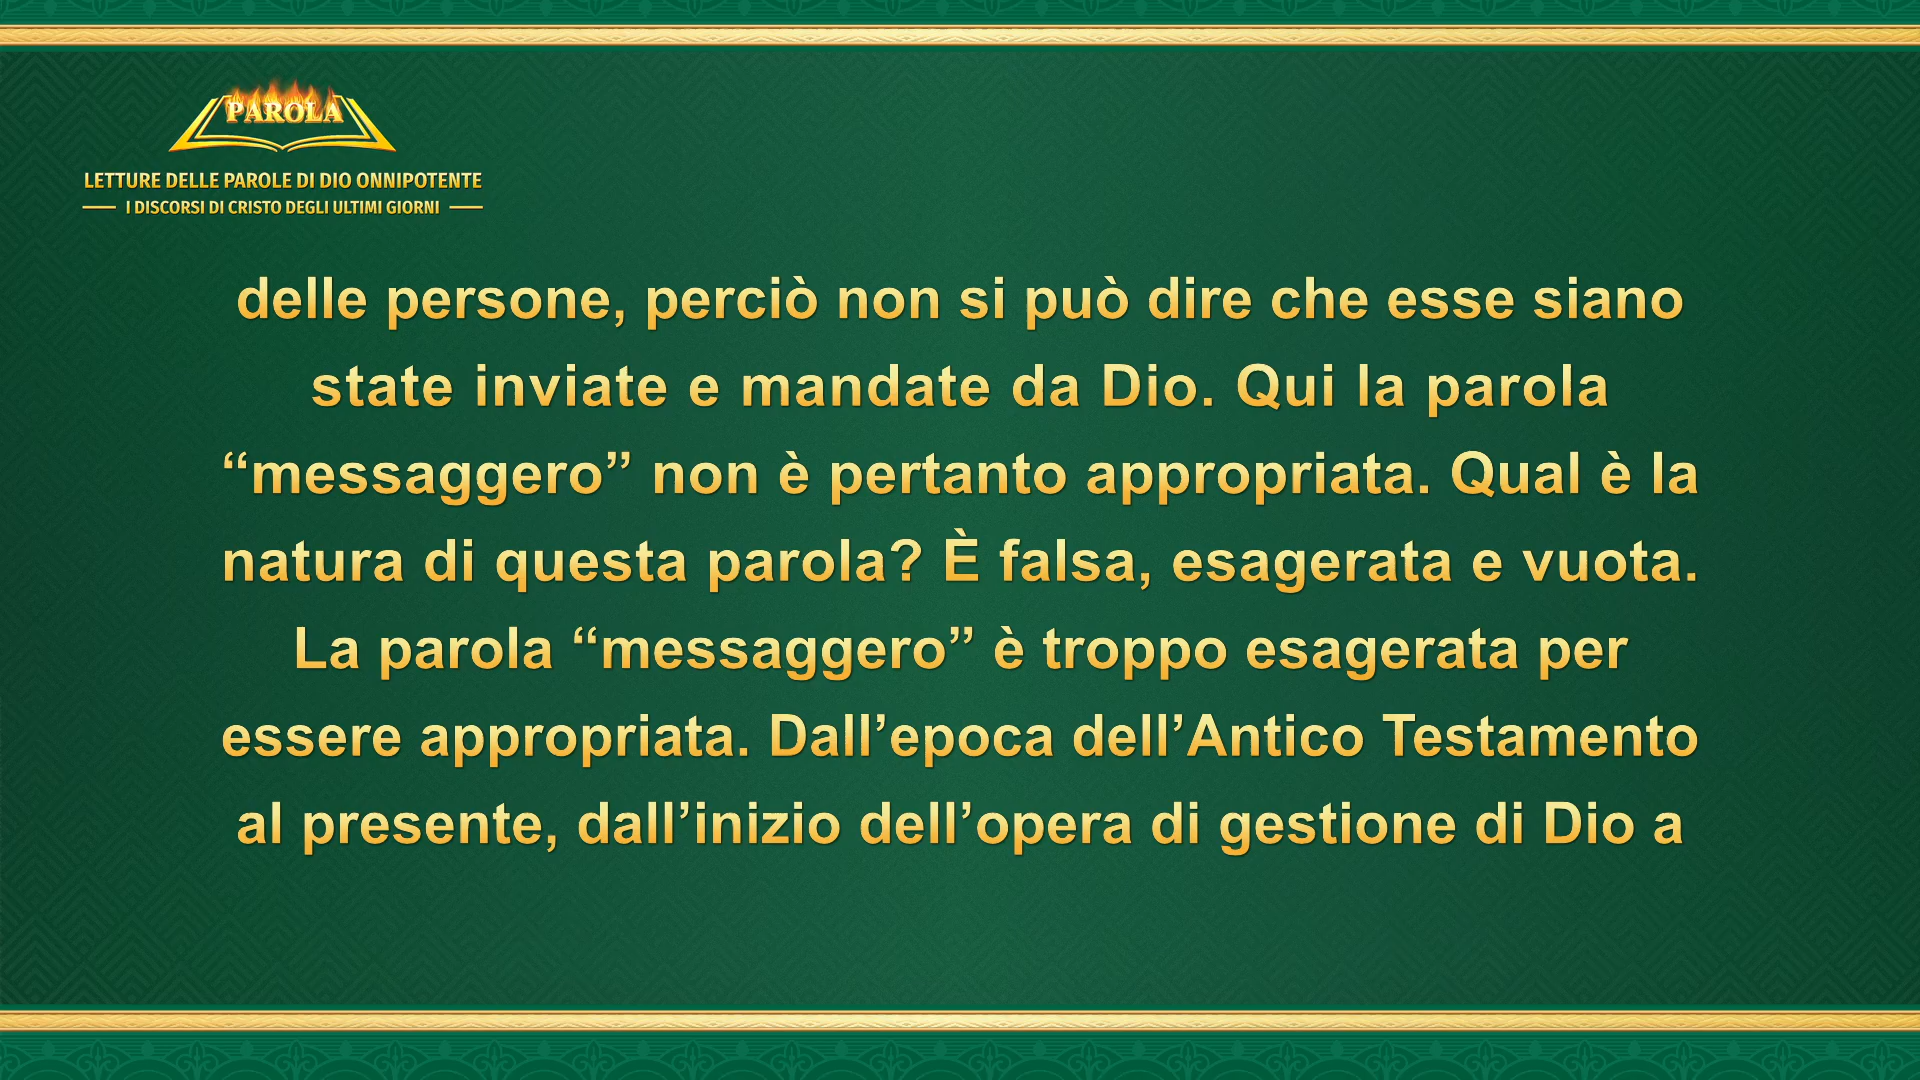 PAROLA
LETTURE DELLE PAROLE DI DIO ONNIPOTENTE
I DISCORSI DI CRISTO DEGLI ULTIMI GIORNI
delle persone, perciò non si può dire che esse siano
state inviate e mandate da Dio. Qui la parola
“messaggero” non è pertanto appropriata. Qual è la
natura di questa parola? È falsa, esagerata e vuota.
La parola “messaggero” è troppo esagerata per
essere appropriata. Dall’epoca dell’Antico Testamento
al presente, dall’inizio dell’opera di gestione di Dio a